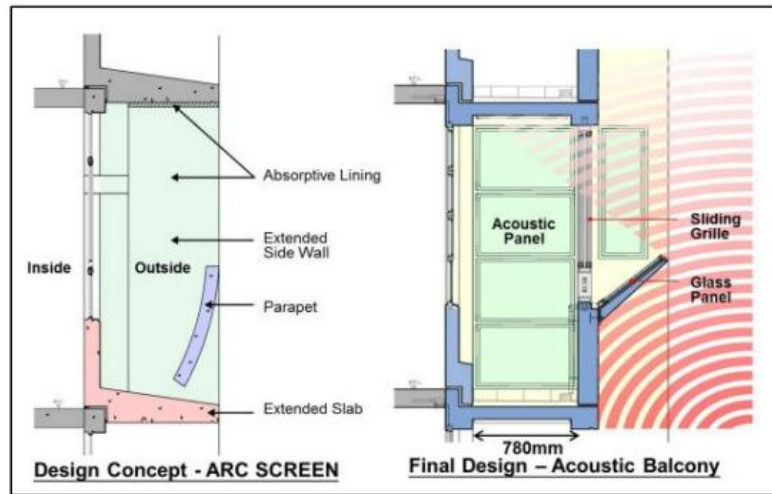 Absorptive Lining
Extended
Side Wall
Inside
Outside
Parapet
Extended Slab
Design Concept - ARC SCREEN
Acoustic
Panel
Sliding
Grille
Glass
Panel
780mm
Final Design – Acoustic Balcony